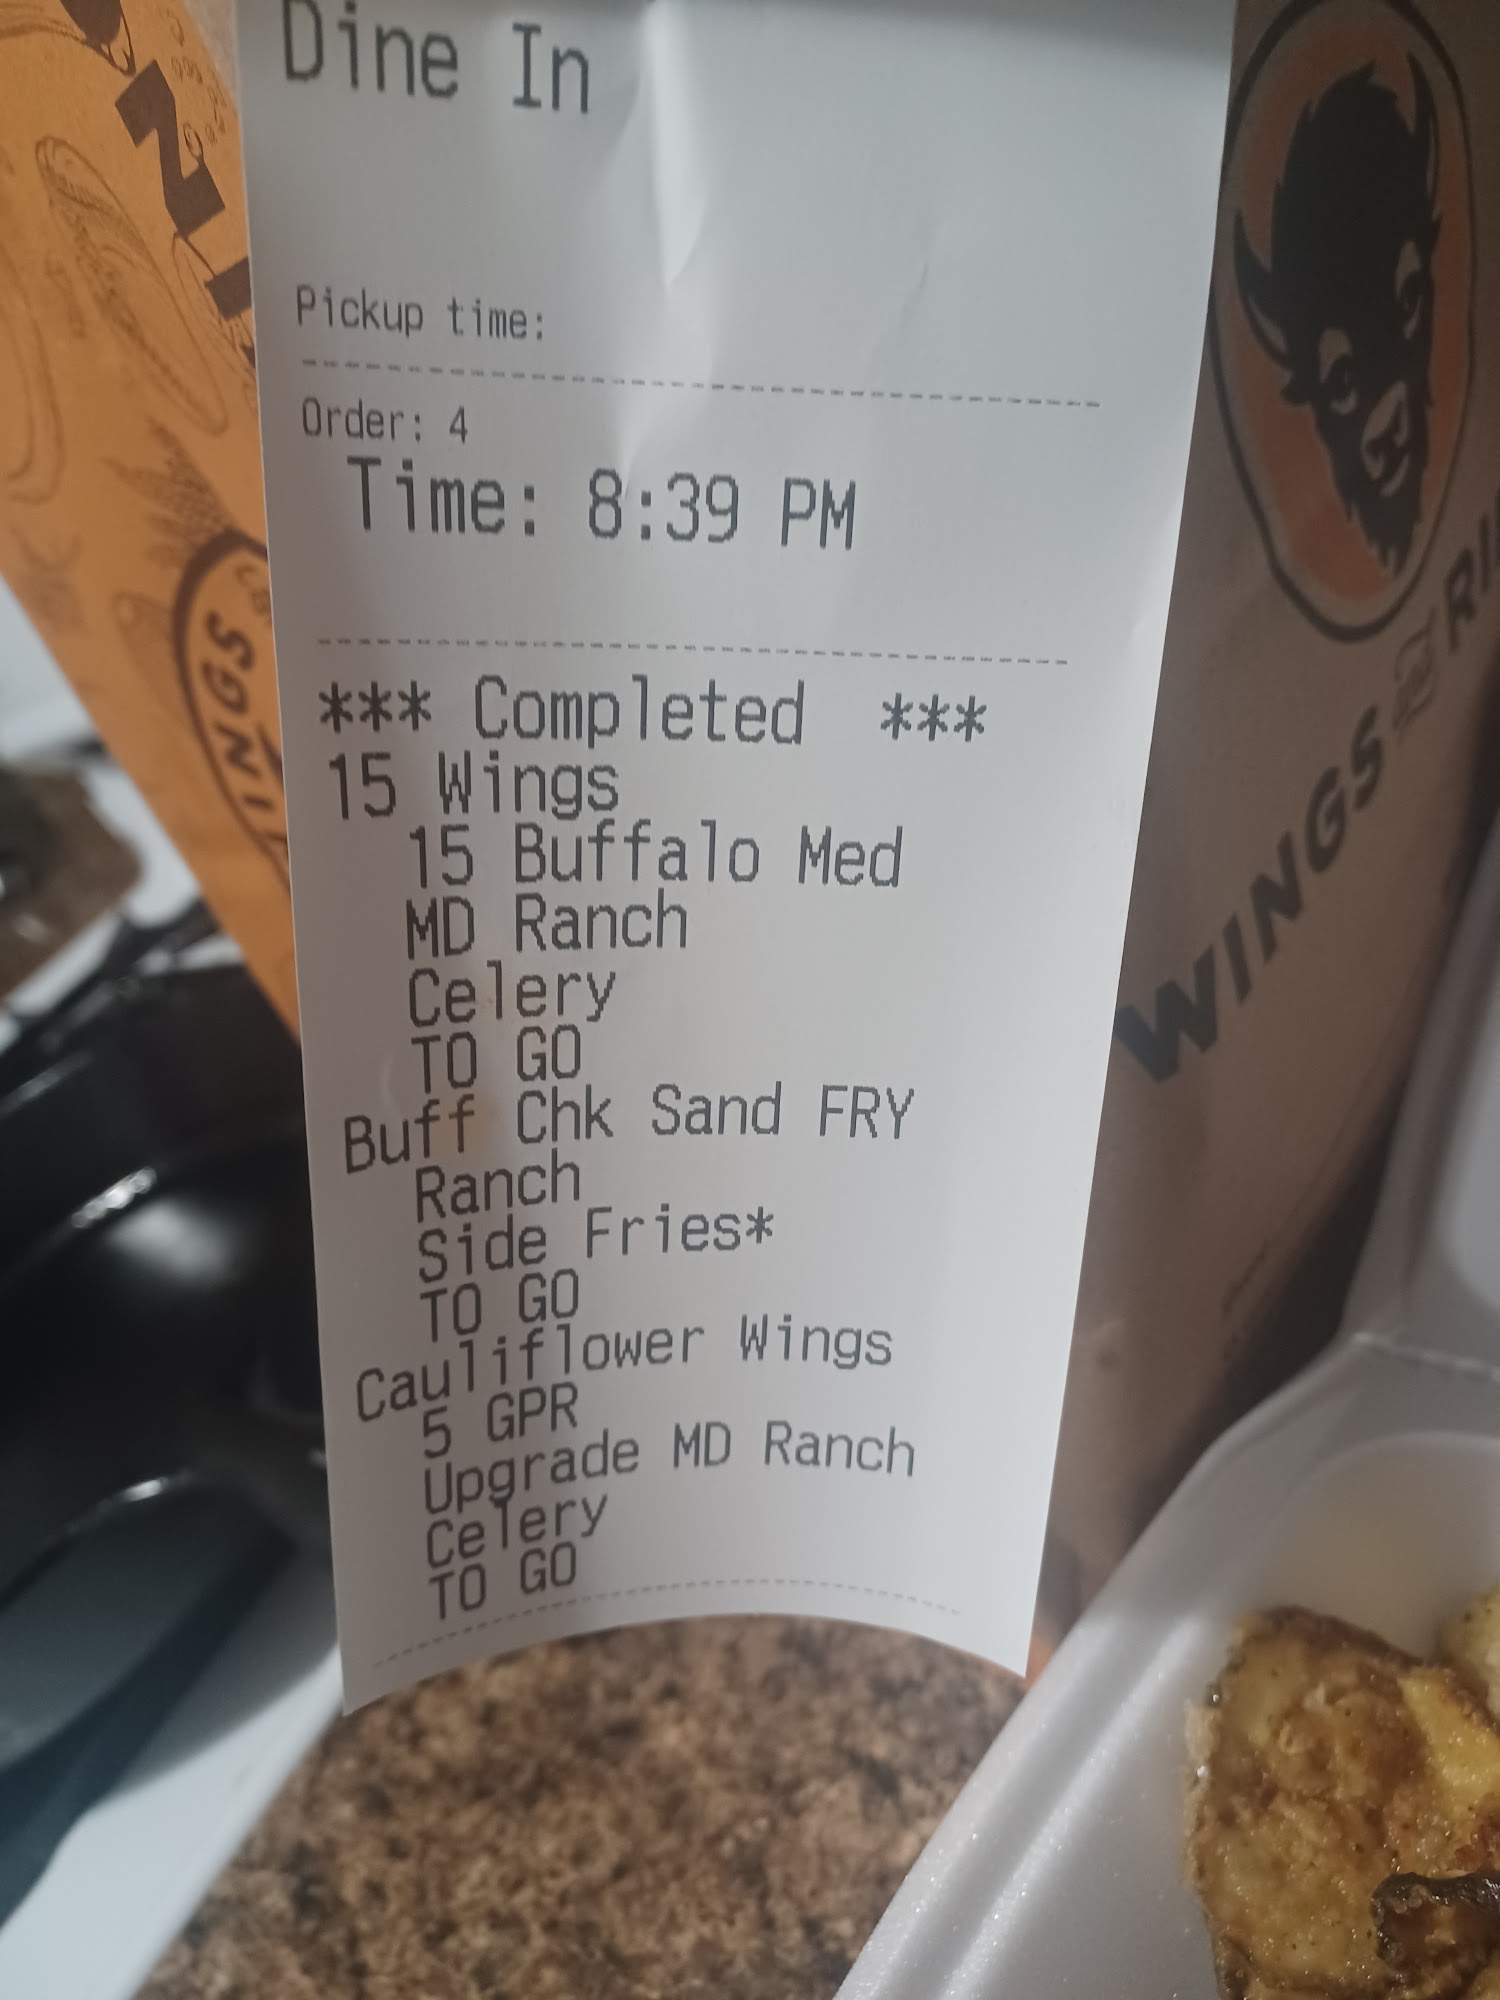 Dine In
Pickup time:
Order: 4
Time: 8:39 PM
*** Completed ***
15 Wings
15 Buffalo Med
MD Ranch
Celery
TO GO
Buff Chk Sand FRY
Ranch
Side Fries*
TO GO
Cauliflower Wings
5 GPR
Upgrade MD Ranch
Celery
TO GO
WINGS
WINGS